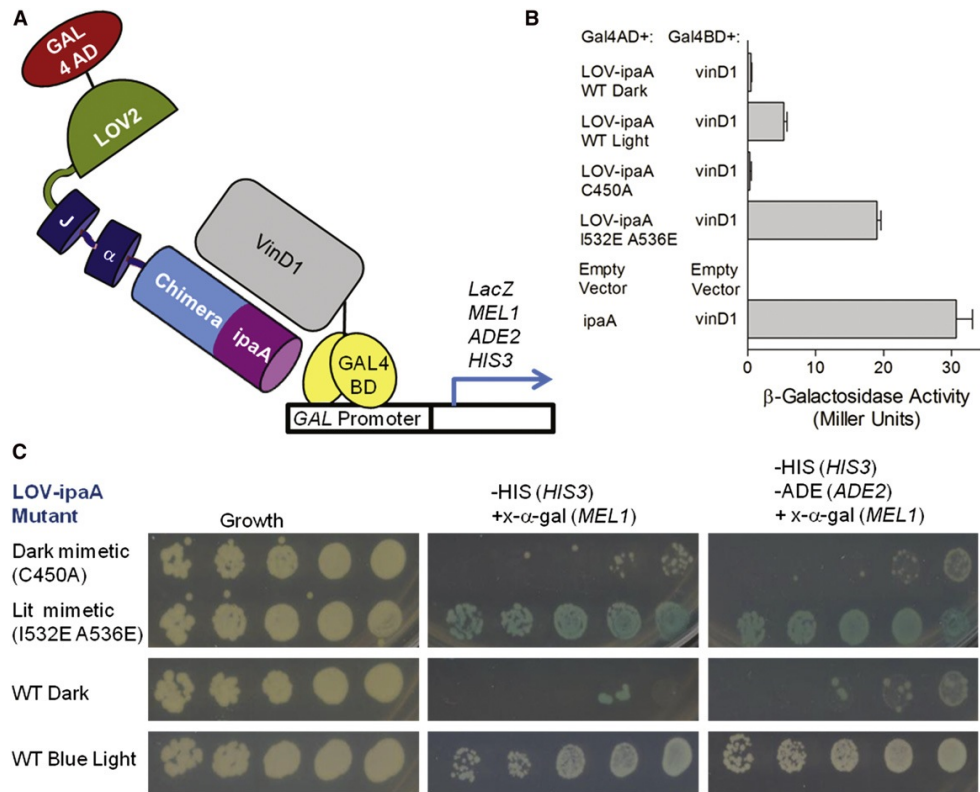 A
GAL
4 AD
LOV2
J
α
Chimera
ipaA
VinD1
GAL4
BD
LacZ
MEL1
ADE2
HIS3
GAL Promoter
B
Gal4AD+: Gal4BD+:
LOV-ipaA vinD1
WT Dark
LOV-ipaA vinD1
WT Light
LOV-ipaA vinD1
C450A
LOV-ipaA vinD1
I532E A536E
Empty Empty
Vector Vector
ipaA vinD1
0 10 20 30
β-Galactosidase Activity
(Miller Units)
C
LOV-ipaA
Mutant
Growth
-HIS (HIS3)
+x-α-gal (MEL1)
-HIS (HIS3)
-ADE (ADE2)
+ x-α-gal (MEL1)
Dark mimetic
(C450A)
Lit mimetic
(I532E A536E)
WT Dark
WT Blue Light